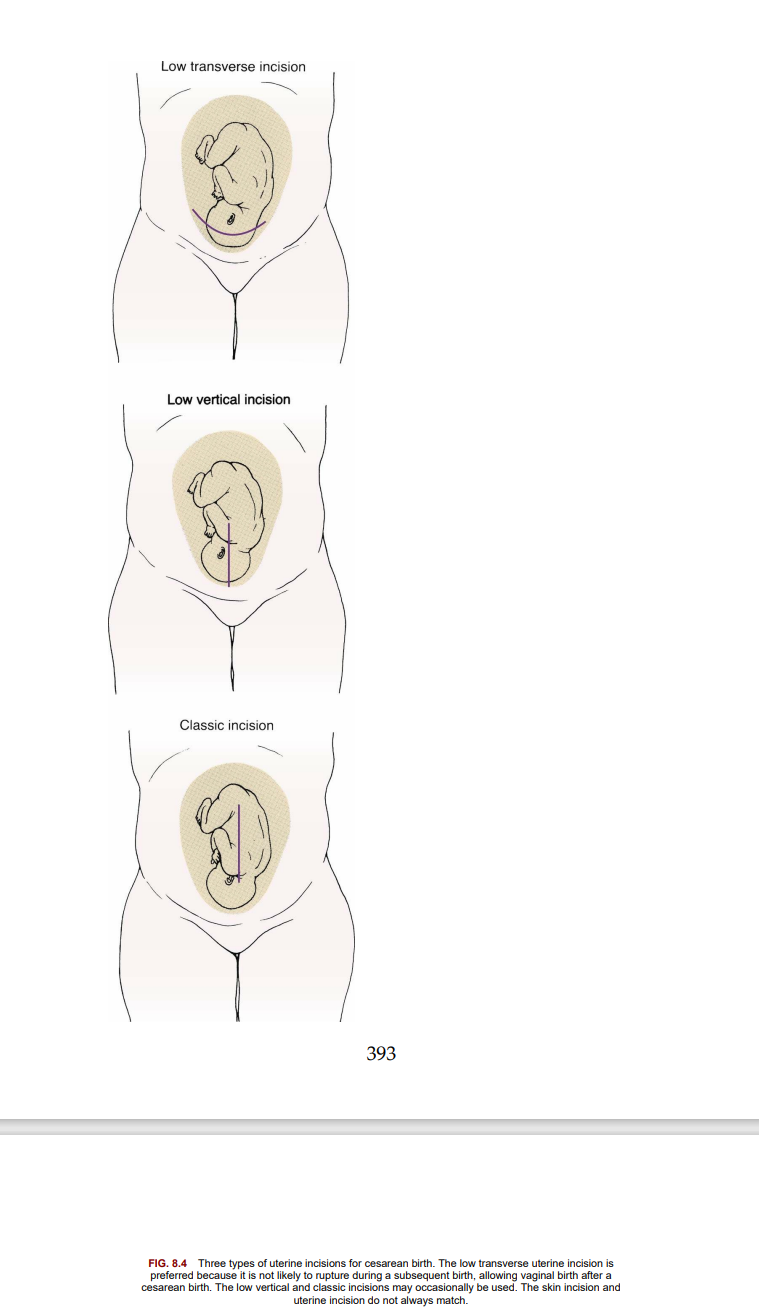 Low transverse incision
Low vertical incision
Classic incision
393
FIG. 8.4 Three types of uterine incisions for cesarean birth. The low transverse uterine incision is
preferred because it is not likely to rupture during a subsequent birth, allowing vaginal birth after a
cesarean birth. The low vertical and classic incisions may occasionally be used. The skin incision and
uterine incision do not always match.